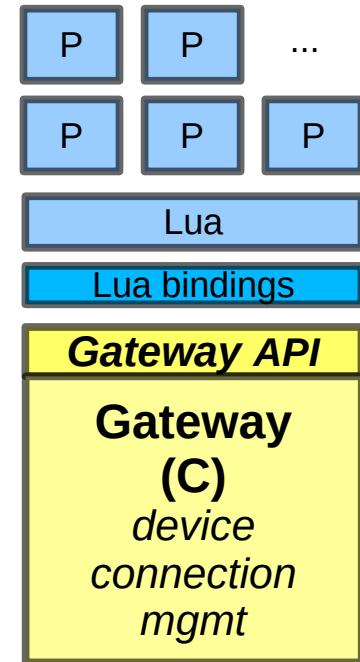 P P ...
P P P
Lua
Lua bindings
Gateway API
Gateway
(C)
device
connection
mgmt